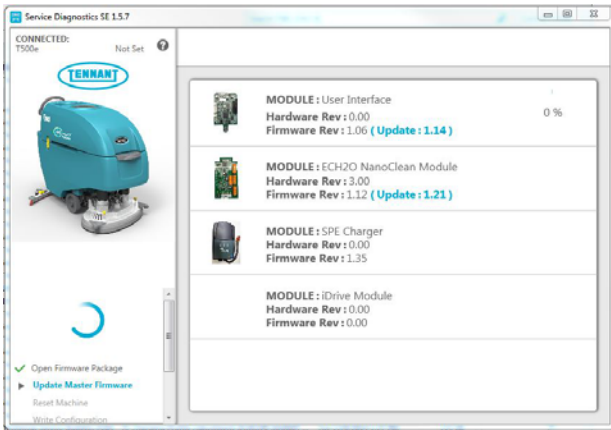 Service Diagnostics SE 1.5.7
CONNECTED:
T500e Not Set ?
TENNANT
MODULE : User Interface
Hardware Rev : 0.00
Firmware Rev : 1.06 ( Update : 1.14 )
0 %
MODULE : ECH2O NanoClean Module
Hardware Rev : 3.00
Firmware Rev : 1.12 ( Update : 1.21 )
MODULE : SPE Charger
Hardware Rev : 0.00
Firmware Rev : 1.35
MODULE : iDrive Module
Hardware Rev : 0.00
Firmware Rev : 0.00
Open Firmware Package
Update Master Firmware
Reset Machine
Write Configuration